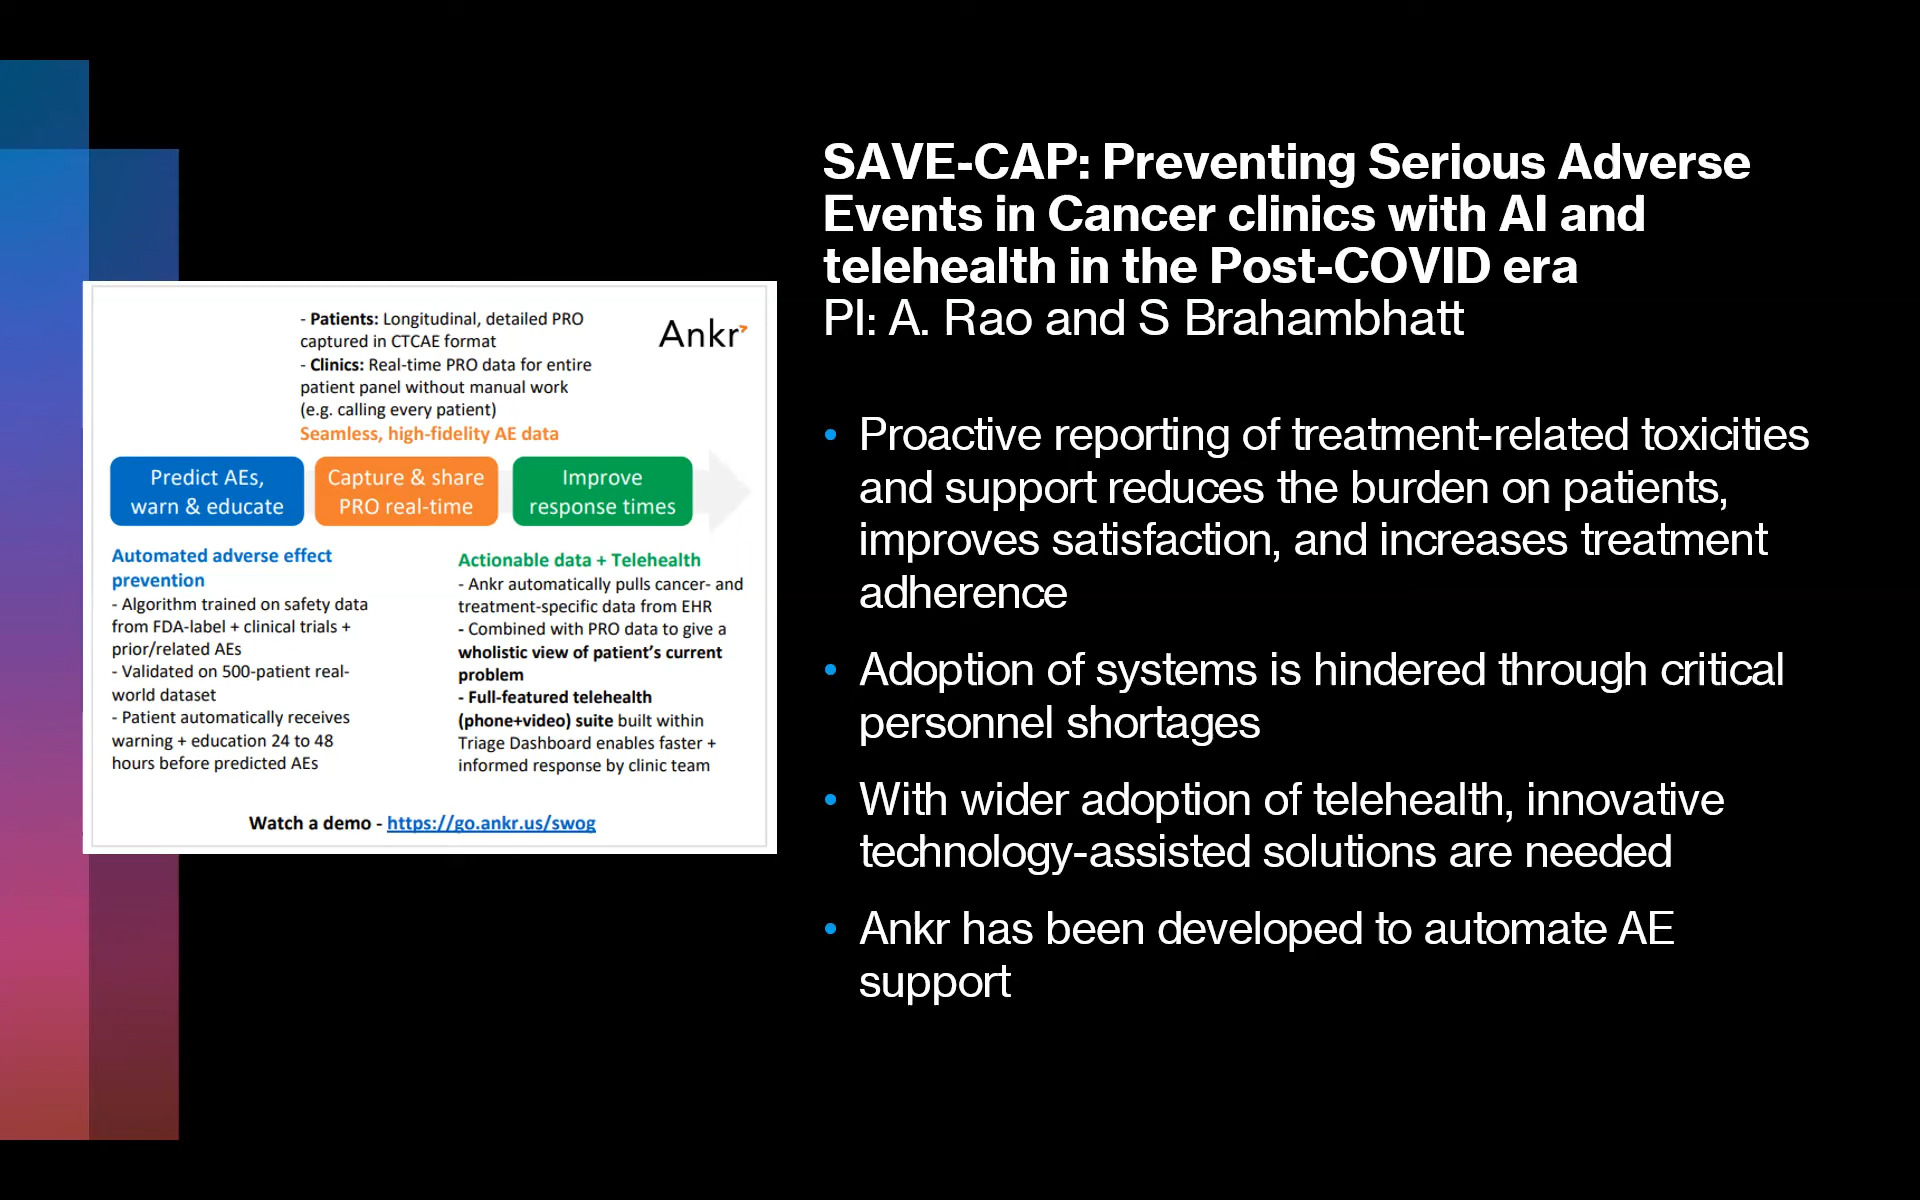 SAVE-CAP: Preventing Serious Adverse
Events in Cancer clinics with AI and
telehealth in the Post-COVID era
PI: A. Rao and S Brahambhatt
- Patients: Longitudinal, detailed PRO
captured in CTCAE format
- Clinics: Real-time PRO data for entire
patient panel without manual work
(e.g. calling every patient)
Seamless, high-fidelity AE data
Ankr
Predict AEs,
warn & educate
Capture & share
PRO real-time
Improve
response times
Automated adverse effect
prevention
- Algorithm trained on safety data
from FDA-label + clinical trials +
prior/related AEs
- Validated on 500-patient real-
world dataset
- Patient automatically receives
warning + education 24 to 48
hours before predicted AEs
Actionable data + Telehealth
- Ankr automatically pulls cancer- and
treatment-specific data from EHR
- Combined with PRO data to give a
wholistic view of patient's current
problem
- Full-featured telehealth
(phone+video) suite built within
Triage Dashboard enables faster +
informed response by clinic team
Watch a demo - https://go.ankr.us/swog
• Proactive reporting of treatment-related toxicities
and support reduces the burden on patients,
improves satisfaction, and increases treatment
adherence
• Adoption of systems is hindered through critical
personnel shortages
• With wider adoption of telehealth, innovative
technology-assisted solutions are needed
• Ankr has been developed to automate AE
support